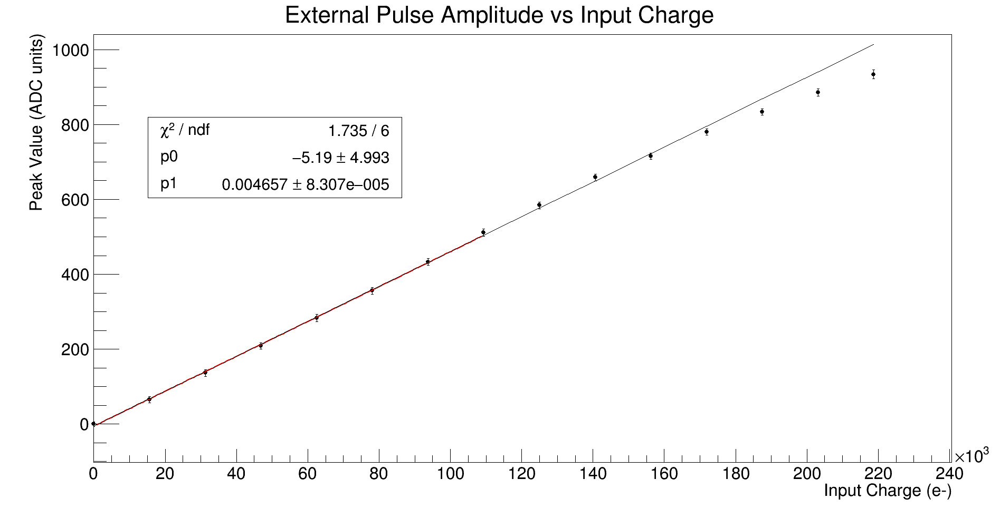 External Pulse Amplitude vs Input Charge
Peak Value (ADC units)
1000
800
600
400
200
0
χ² / ndf 1.735 / 6
p0 −5.19 ± 4.993
p1 0.004657 ± 8.307e−005
0 20 40 60 80 100 120 140 160 180 200 220 240
×10³
Input Charge (e-)